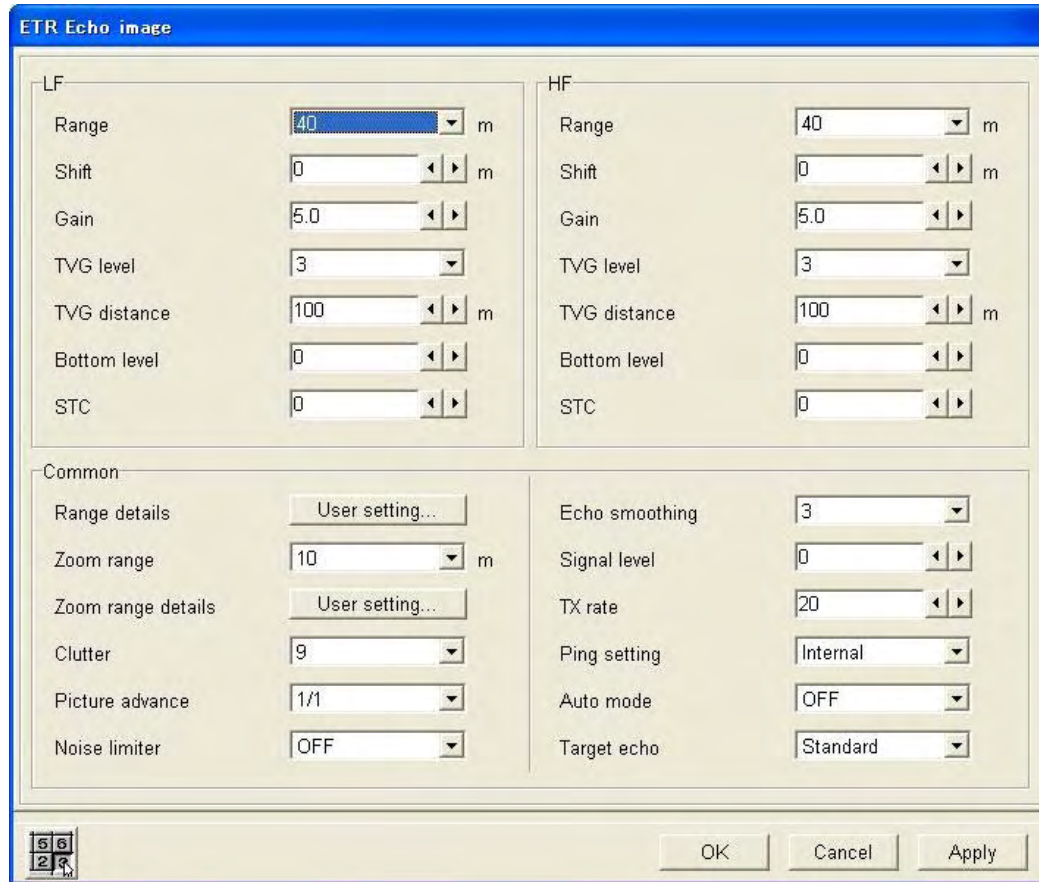 ETR Echo image
LF
Range 40 m
Shift 0 m
Gain 5.0
TVG level 3
TVG distance 100 m
Bottom level 0
STC 0
HF
Range 40 m
Shift 0 m
Gain 5.0
TVG level 3
TVG distance 100 m
Bottom level 0
STC 0
Common
Range details User setting...
Zoom range 10 m
Zoom range details User setting...
Clutter 9
Picture advance 1/1
Noise limiter OFF
Echo smoothing 3
Signal level 0
TX rate 20
Ping setting Internal
Auto mode OFF
Target echo Standard
5 6
2 3
OK Cancel Apply